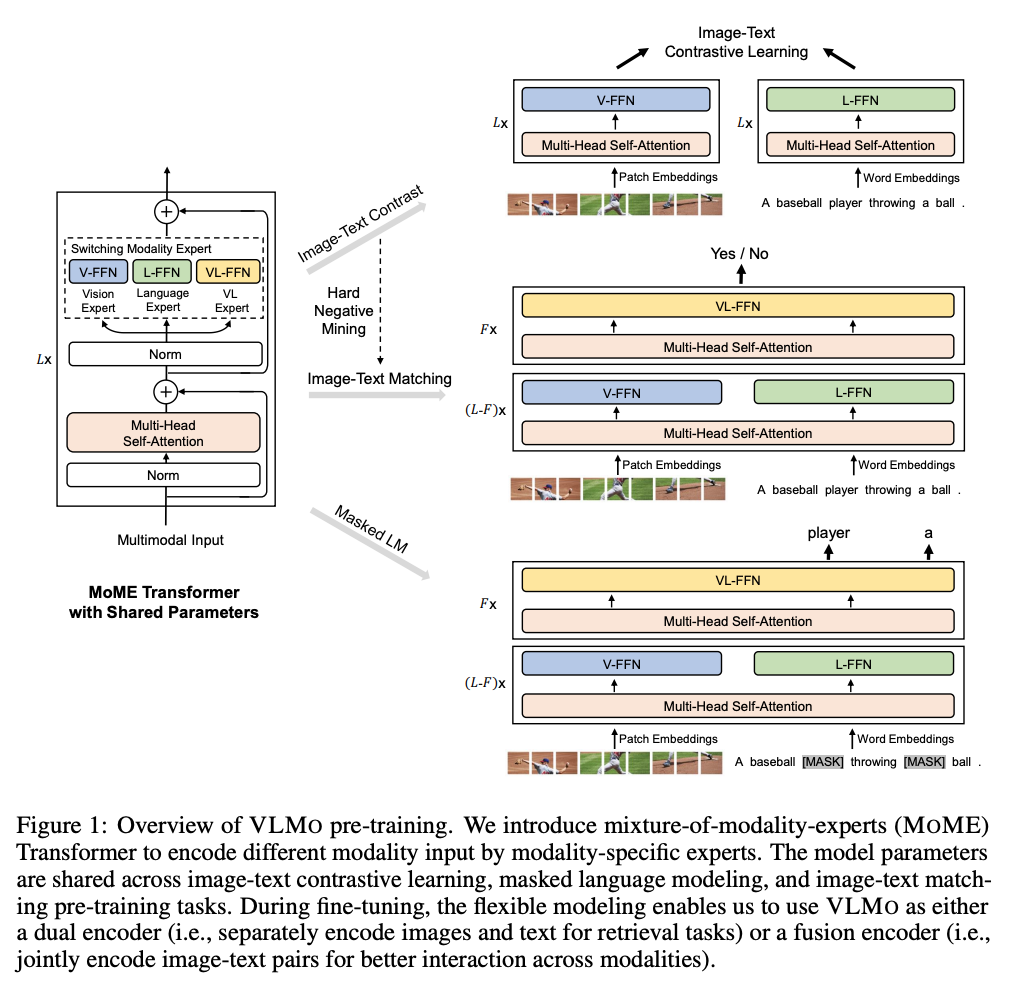 Switching Modality Expert
V-FFN L-FFN VL-FFN
Vision Expert
Language Expert
VL Expert
Norm
Lx
Multi-Head Self-Attention
Norm
Multimodal Input
MoME Transformer
with Shared Parameters
Image-Text Contrast
Hard
Negative
Mining
Image-Text Matching
Masked LM
Image-Text
Contrastive Learning
Lx
V-FFN
Multi-Head Self-Attention
Patch Embeddings
Lx
L-FFN
Multi-Head Self-Attention
Word Embeddings
A baseball player throwing a ball .
Yes / No
Fx
VL-FFN
Multi-Head Self-Attention
(L-F)x
V-FFN L-FFN
Multi-Head Self-Attention
Patch Embeddings Word Embeddings
A baseball player throwing a ball .
player a
Fx
VL-FFN
Multi-Head Self-Attention
(L-F)x
V-FFN L-FFN
Multi-Head Self-Attention
Patch Embeddings Word Embeddings
A baseball [MASK] throwing [MASK] ball .
Figure 1: Overview of VLMO pre-training. We introduce mixture-of-modality-experts (MOME)
Transformer to encode different modality input by modality-specific experts. The model parameters
are shared across image-text contrastive learning, masked language modeling, and image-text match-
ing pre-training tasks. During fine-tuning, the flexible modeling enables us to use VLMO as either
a dual encoder (i.e., separately encode images and text for retrieval tasks) or a fusion encoder (i.e.,
jointly encode image-text pairs for better interaction across modalities).